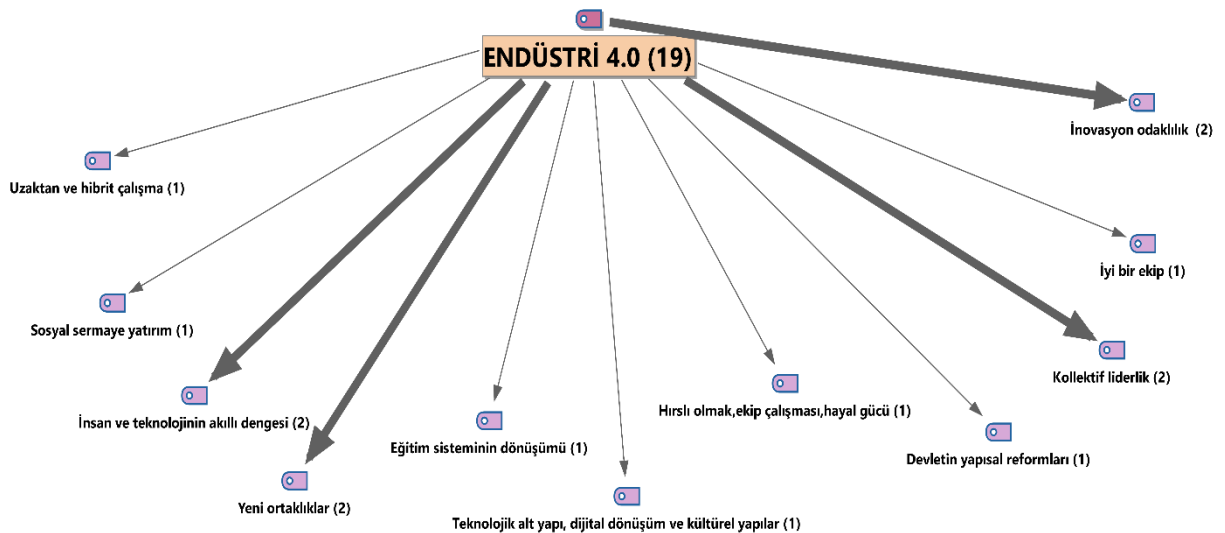 ENDÜSTRİ 4.0 (19)
İnovasyon odaklılık (2)
Uzaktan ve hibrit çalışma (1)
İyi bir ekip (1)
Sosyal sermaye yatırım (1)
Kollektif liderlik (2)
İnsan ve teknolojinin akıllı dengesi (2)
Hırslı olmak,ekip çalışması,hayal gücü (1)
Eğitim sisteminin dönüşümü (1)
Devletin yapısal reformları (1)
Yeni ortaklıklar (2)
Teknolojik alt yapı, dijital dönüşüm ve kültürel yapılar (1)